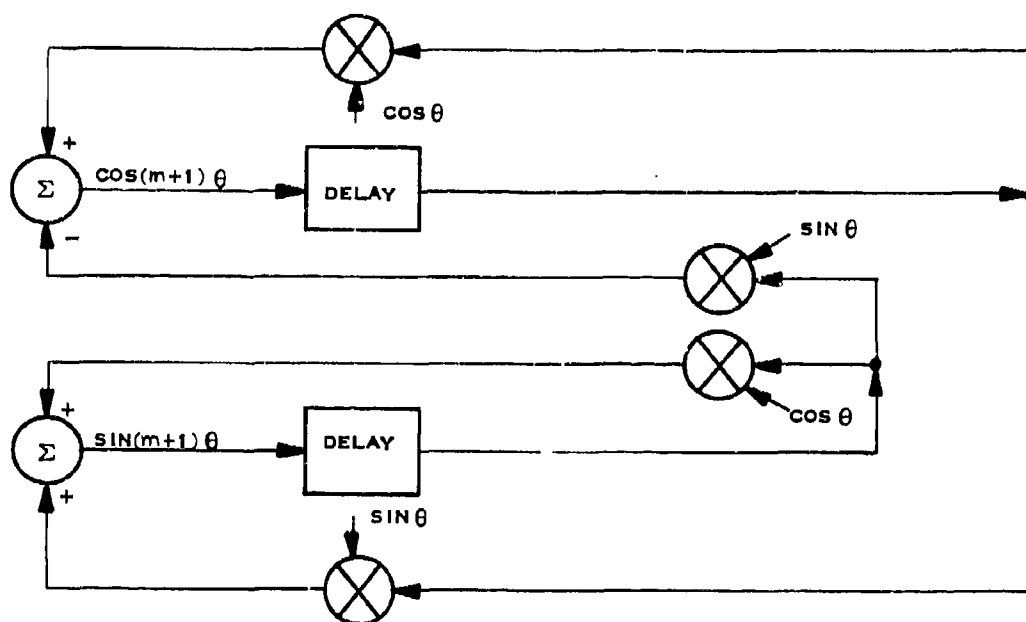 COS θ
+
Σ
COS(m+1) θ
DELAY
−
SIN θ
COS θ
+
Σ
SIN(m+1) θ
DELAY
+
SIN θ